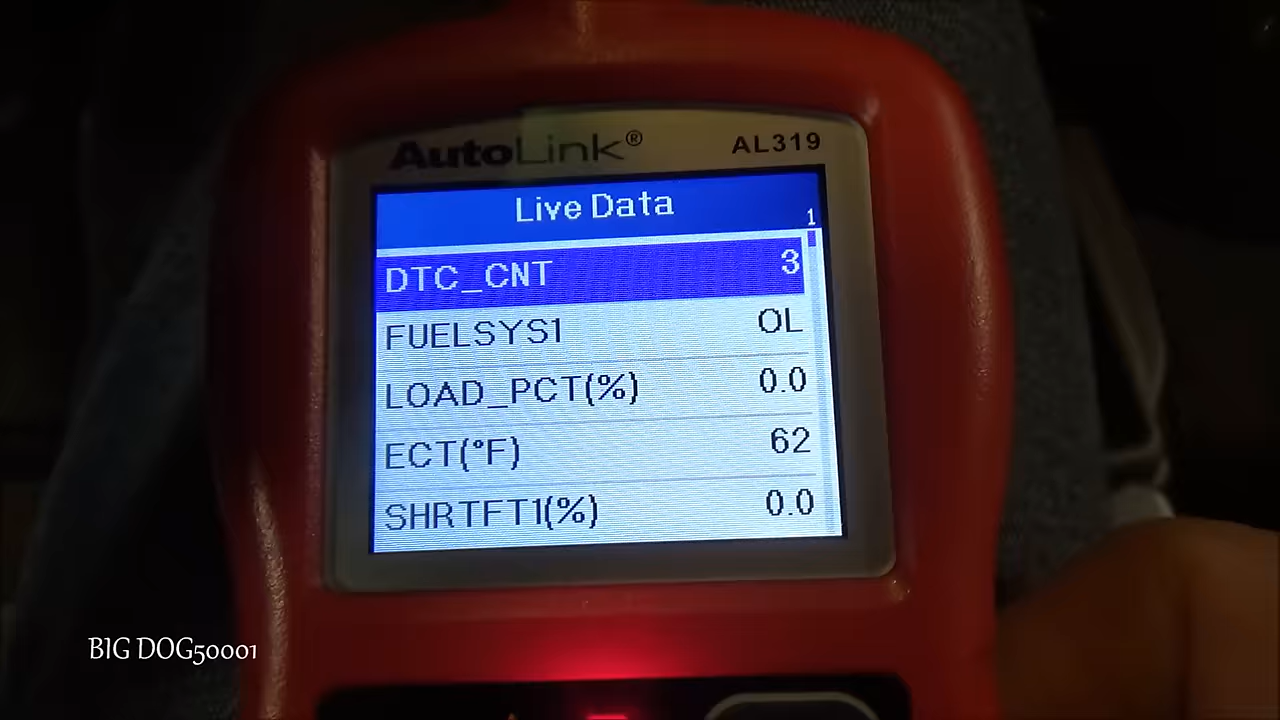 AutoLink® AL319
Live Data
1
DTC_CNT 3
FUELSYS1 OL
LOAD_PCT(%) 0.0
ECT(°F) 62
SHRTFT1(%) 0.0
BIG DOG50001